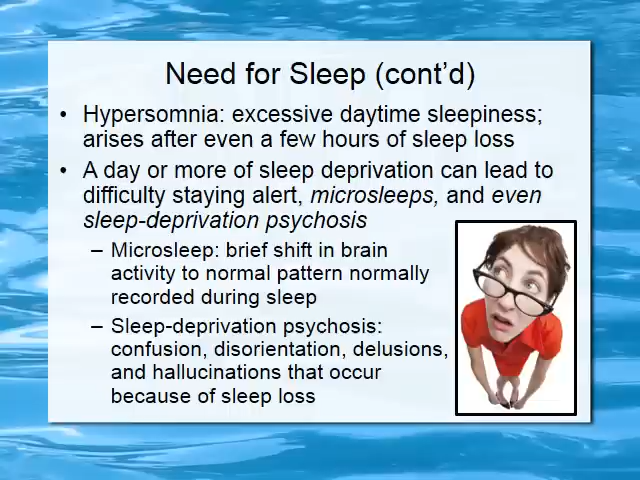 Need for Sleep (cont’d)
• Hypersomnia: excessive daytime sleepiness;
arises after even a few hours of sleep loss
• A day or more of sleep deprivation can lead to
difficulty staying alert, microsleeps, and even
sleep-deprivation psychosis
– Microsleep: brief shift in brain
activity to normal pattern normally
recorded during sleep
– Sleep-deprivation psychosis:
confusion, disorientation, delusions,
and hallucinations that occur
because of sleep loss